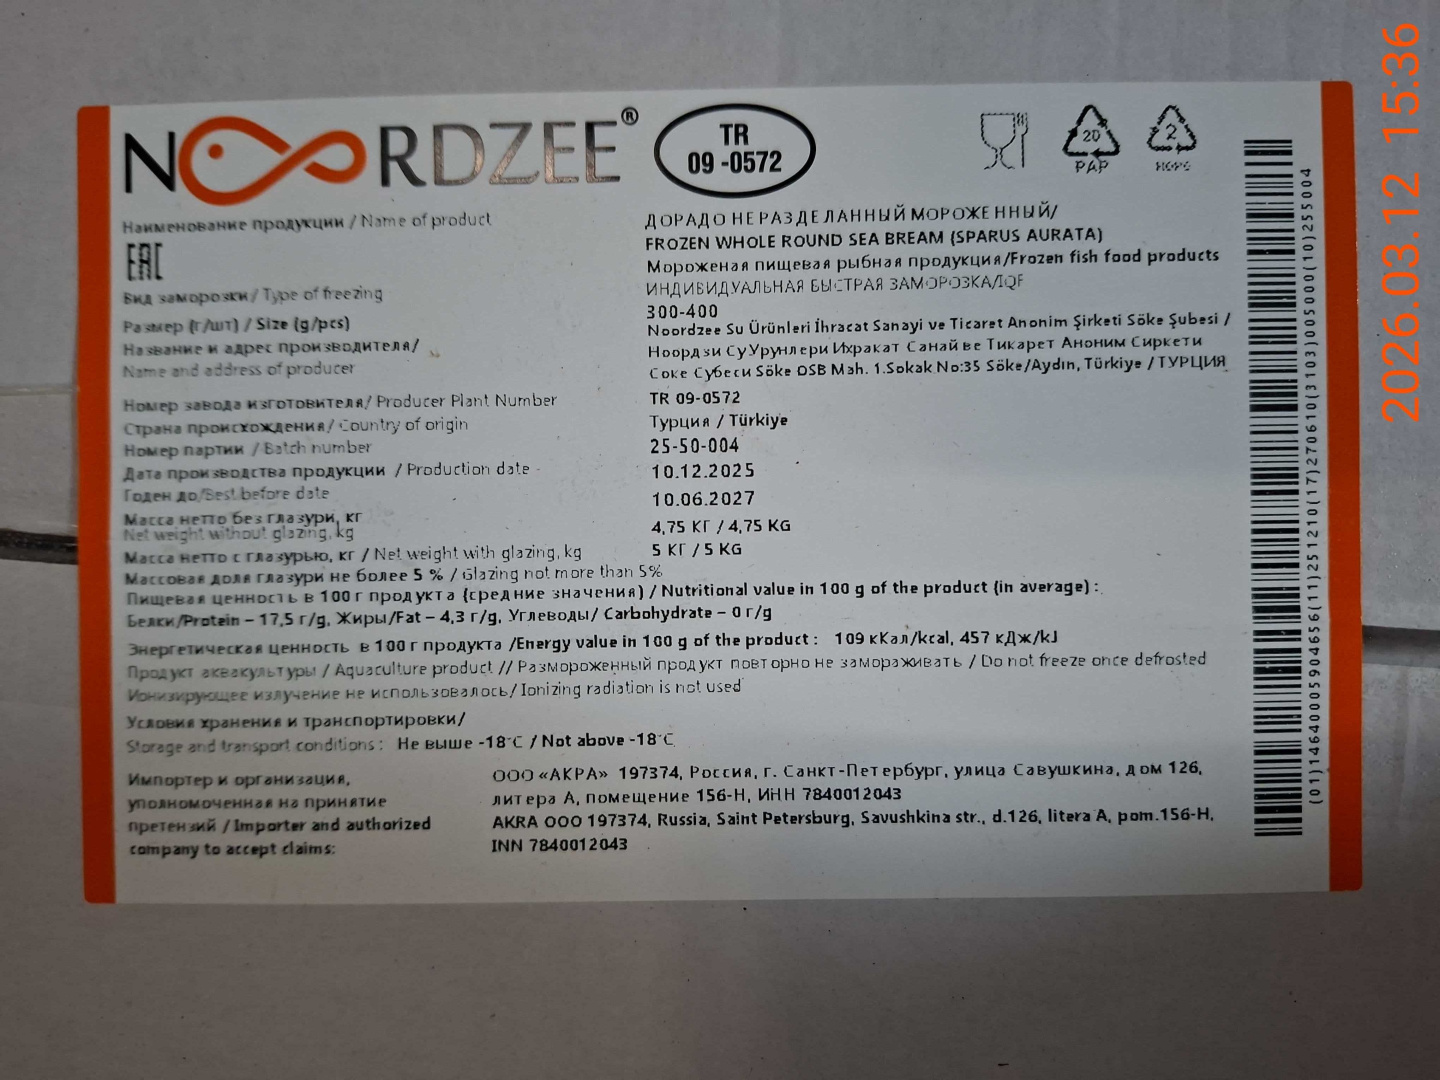 NOORDZEE®
TR
09 -0572
20
PAP
2
HDPE
Наименование продукции / Name of product
ДОРАДО НЕРАЗДЕЛАННЫЙ МОРОЖЕННЫЙ/
FROZEN WHOLE ROUND SEA BREAM (SPARUS AURATA)
EAC
Мороженая пищевая рыбная продукция/Frozen fish food products
Вид заморозки / Type of freezing
ИНДИВИДУАЛЬНАЯ БЫСТРАЯ ЗАМОРОЗКА/IQF
Размер (г/шт) / Size (g/pcs)
300-400
Название и адрес производителя/
Name and address of producer
Noordzee Su Ürünleri İhracat Sanayi ve Ticaret Anonim Şirketi Söke Şubesi /
Ноордзи Су Урунлери Ихракат Санай ве Тикарет Аноним Сиркети
Соке Субеси Söke OSB Mah. 1.Sokak No:35 Söke/Aydın, Türkiye / ТУРЦИЯ
Номер завода изготовителя/ Producer Plant Number
TR 09-0572
Страна происхождения/ Country of origin
Турция / Türkiye
Номер партии / Batch number
25-50-004
Дата производства продукции / Production date -
10.12.2025
Годен до/Best before date
10.06.2027
Масса нетто без глазури, кг
Net weight without glazing, kg
4,75 КГ / 4,75 KG
Масса нетто с глазурью, кг / Net weight with glazing, kg
5 КГ / 5 KG
Массовая доля глазури не более 5 % / Glazing not more than 5%
Пищевая ценность в 100 г продукта (средние значения) / Nutritional value in 100 g of the product (in average) :
Белки/Protein – 17,5 г/g, Жиры/Fat – 4,3 г/g, Углеводы/ Carbohydrate – 0 г/g
Энергетическая ценность в 100 г продукта /Energy value in 100 g of the product : 109 кКал/kcal, 457 кДж/kJ
Продукт аквакультуры / Aquaculture product // Размороженный продукт повторно не замораживать / Do not freeze once defrosted
Ионизирующее излучение не использовалось/ Ionizing radiation is not used
Условия хранения и транспортировки/
Storage and transport conditions : Не выше -18°C / Not above -18°C
Импортер и организация,
уполномоченная на принятие
претензий / Importer and authorized
company to accept claims:
ООО «АКРА» 197374, Россия, г. Санкт-Петербург, улица Савушкина, дом 126,
литера А, помещение 156-Н, ИНН 7840012043
AKRA OOO 197374, Russia, Saint Petersburg, Savushkina str., d.126, litera A, pom.156-H,
INN 7840012043
(01)14640005904656(11)251210(17)270610(3103)005000(10)255004
2026.03.12 15:36